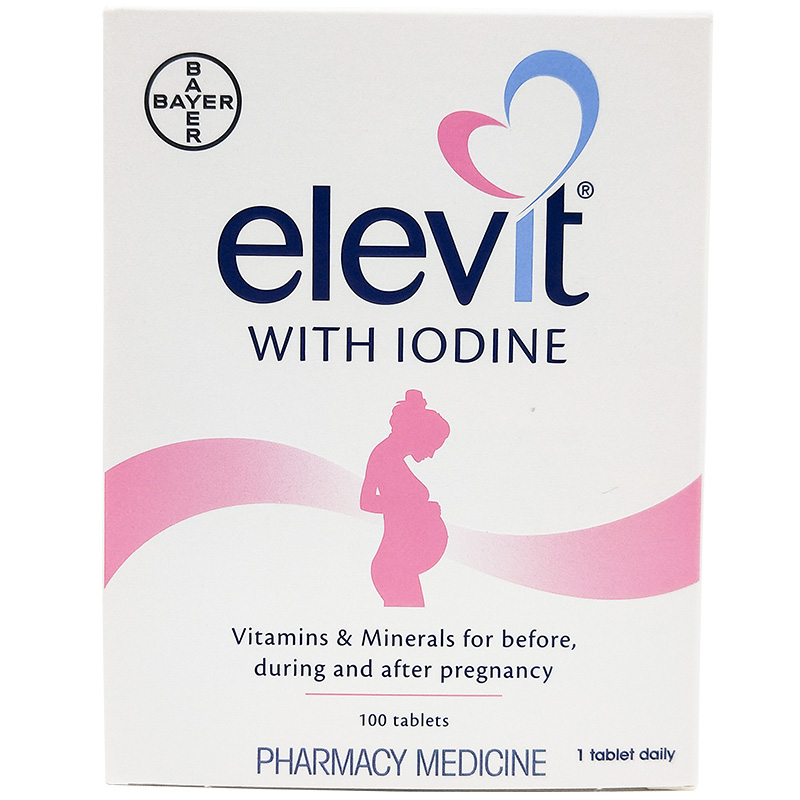 BAYER
BAYER
elevit®
WITH IODINE
Vitamins & Minerals for before,
during and after pregnancy
100 tablets
PHARMACY MEDICINE
1 tablet daily